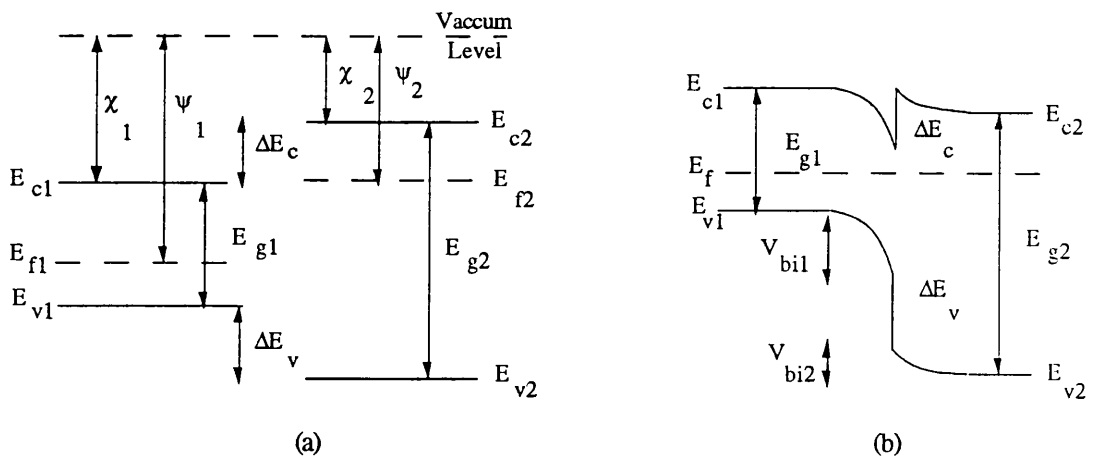 Vaccum
Level
χ 1
ψ 1
χ 2
ψ 2
ΔE c
E c2
E c1
E f2
E g1
E g2
E f1
E v1
ΔE v
E v2
(a)
E c1
ΔE c
E c2
E g1
E f
E v1
V bi1
E g2
ΔE v
V bi2
E v2
(b)